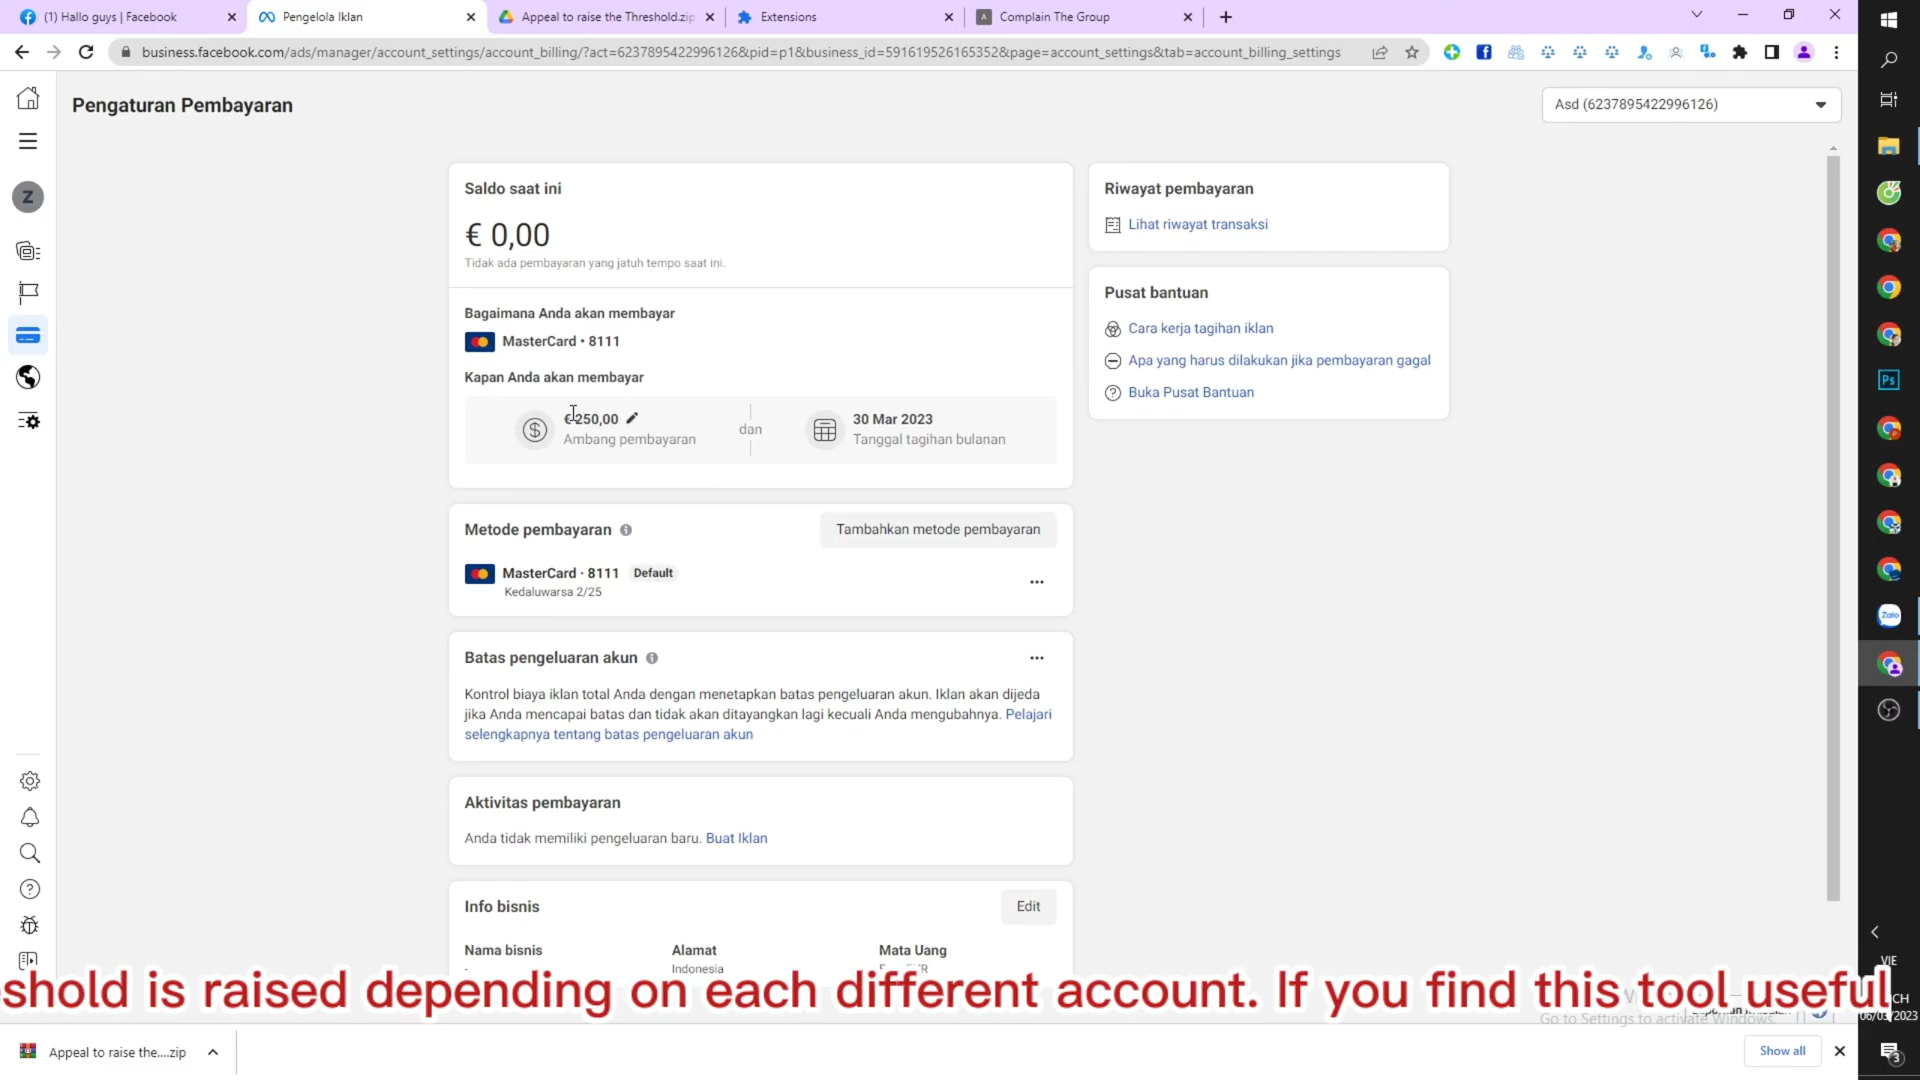 (1) Hallo guys | Facebook
Pengelola Iklan
Appeal to raise the Threshold.zip
Extensions
Complain The Group
business.facebook.com/ads/manager/account_settings/account_billing/?act=6237895422996126&pid=p1&business_id=591619526165352&page=account_settings&tab=account_billing_settings
Pengaturan Pembayaran
Asd (6237895422996126)
Z
Saldo saat ini
€ 0,00
Tidak ada pembayaran yang jatuh tempo saat ini.
Bagaimana Anda akan membayar
MasterCard • 8111
Kapan Anda akan membayar
€ 250,00
Ambang pembayaran
dan
30 Mar 2023
Tanggal tagihan bulanan
Riwayat pembayaran
Lihat riwayat transaksi
Pusat bantuan
Cara kerja tagihan iklan
Apa yang harus dilakukan jika pembayaran gagal
Buka Pusat Bantuan
Metode pembayaran
Tambahkan metode pembayaran
MasterCard · 8111 Default
Kedaluwarsa 2/25
Batas pengeluaran akun
Kontrol biaya iklan total Anda dengan menetapkan batas pengeluaran akun. Iklan akan dijeda
jika Anda mencapai batas dan tidak akan ditayangkan lagi kecuali Anda mengubahnya. Pelajari
selengkapnya tentang batas pengeluaran akun
Aktivitas pembayaran
Anda tidak memiliki pengeluaran baru. Buat Iklan
Info bisnis
Edit
Nama bisnis
Alamat
Mata Uang
-
Indonesia
shold is raised depending on each different account. If you find this tool useful
Go to Settings to activate Windows.
Appeal to raise the....zip
Show all
Ps
Zalo
VIE
06/03/2023
3